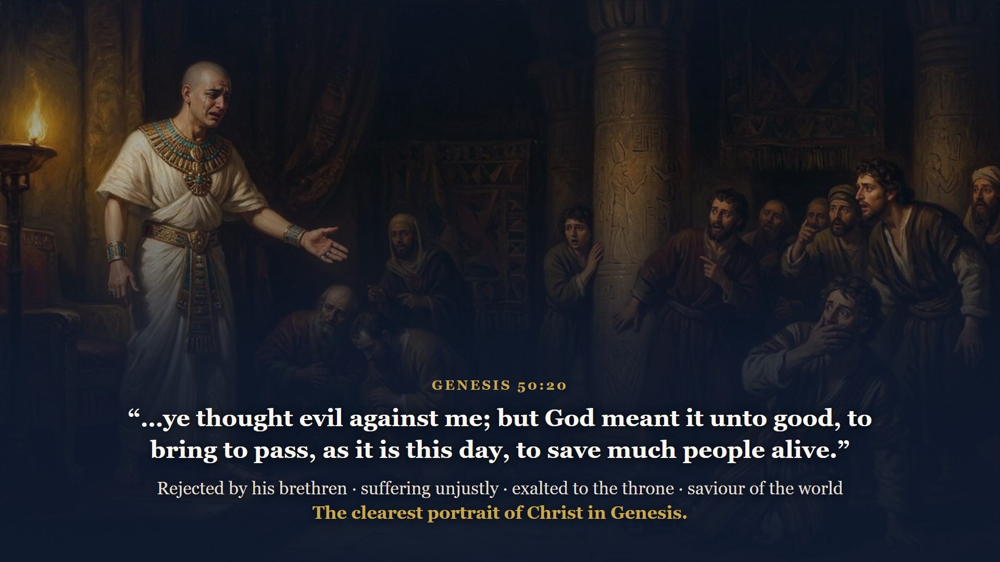 GENESIS 50:20
“…ye thought evil against me; but God meant it unto good, to
bring to pass, as it is this day, to save much people alive.”
Rejected by his brethren · suffering unjustly · exalted to the throne · saviour of the world
The clearest portrait of Christ in Genesis.